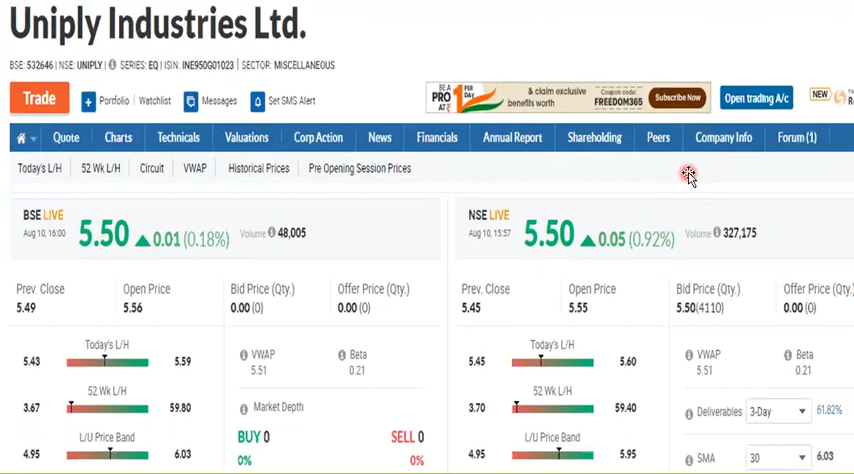 Uniply Industries Ltd.
BSE: 532646 | NSE: UNIPLY | SERIES: EQ | ISIN: INE950G01023 | SECTOR: MISCELLANEOUS
Trade Portfolio Watchlist Messages Set SMS Alert BE A PRO AT ₹1 PER DAY & claim exclusive benefits worth Coupon code: FREEDOM365 Subscribe Now Open trading A/c NEW
Quote Charts Technicals Valuations Corp Action News Financials Annual Report Shareholding Peers Company Info Forum (1)
Today's L/H 52 Wk L/H Circuit VWAP Historical Prices Pre Opening Session Prices
BSE LIVE
Aug 10, 16:00
5.50 0.01 (0.18%) Volume 48,005
NSE LIVE
Aug 10, 15:57
5.50 0.05 (0.92%) Volume 327,175
Prev. Close Open Price Bid Price (Qty.) Offer Price (Qty.) Prev. Close Open Price Bid Price (Qty.) Offer Price (Qty.)
5.49 5.56 0.00 (0) 0.00 (0) 5.45 5.55 5.50(4110) 0.00 (0)
Today's L/H Today's L/H
5.43 5.59 VWAP Beta 5.45 5.60 VWAP Beta
5.51 0.21 5.51 0.21
52 Wk L/H 52 Wk L/H
3.67 59.80 Market Depth 3.70 59.40 Deliverables 3-Day 61.82%
L/U Price Band BUY 0 SELL 0 L/U Price Band
4.95 6.03 0% 0% 4.95 5.95 SMA 30 6.03